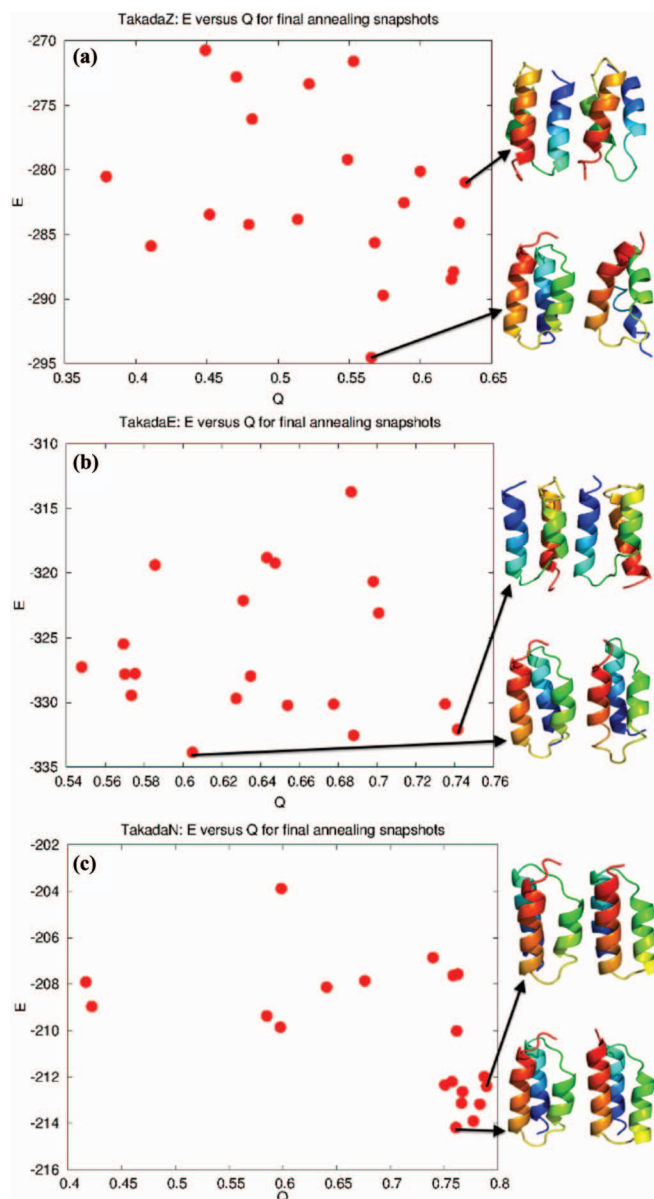 TakadaZ: E versus Q for final annealing snapshots
-270
(a)
-275
-280
E
-285
-290
-295
0.35 0.4 0.45 0.5 0.55 0.6 0.65
Q
TakadaE: E versus Q for final annealing snapshots
-310
(b)
-315
-320
E
-325
-330
-335
0.54 0.56 0.58 0.6 0.62 0.64 0.66 0.68 0.7 0.72 0.74 0.76
Q
TakadaN: E versus Q for final annealing snapshots
-202
(c)
-204
-206
-208
E
-210
-212
-214
-216
0.4 0.45 0.5 0.55 0.6 0.65 0.7 0.75 0.8
Q